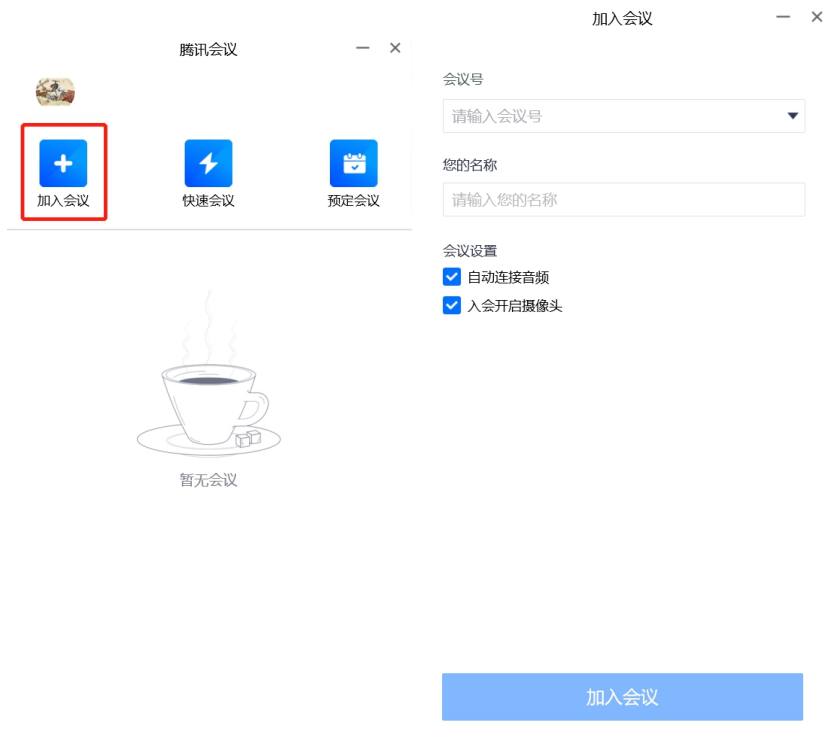 腾讯会议
加入会议
快速会议
预定会议
暂无会议
加入会议
会议号
请输入会议号
您的名称
请输入您的名称
会议设置
自动连接音频
入会开启摄像头
加入会议